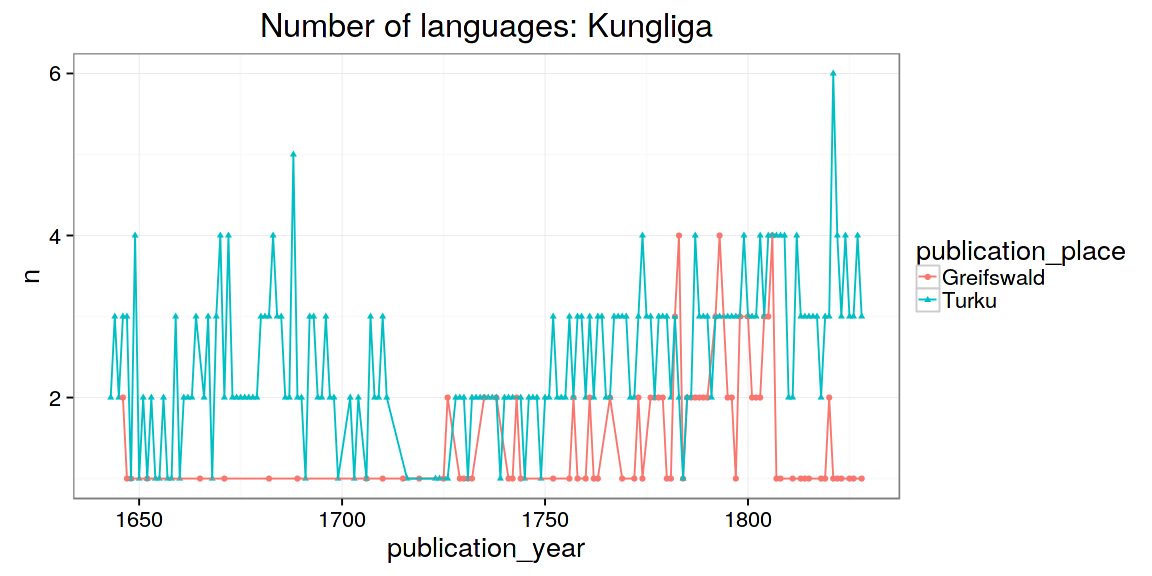 Number of languages: Kungliga
6
4
2
n
1650 1700 1750 1800
publication_year
publication_place
Greifswald
Turku